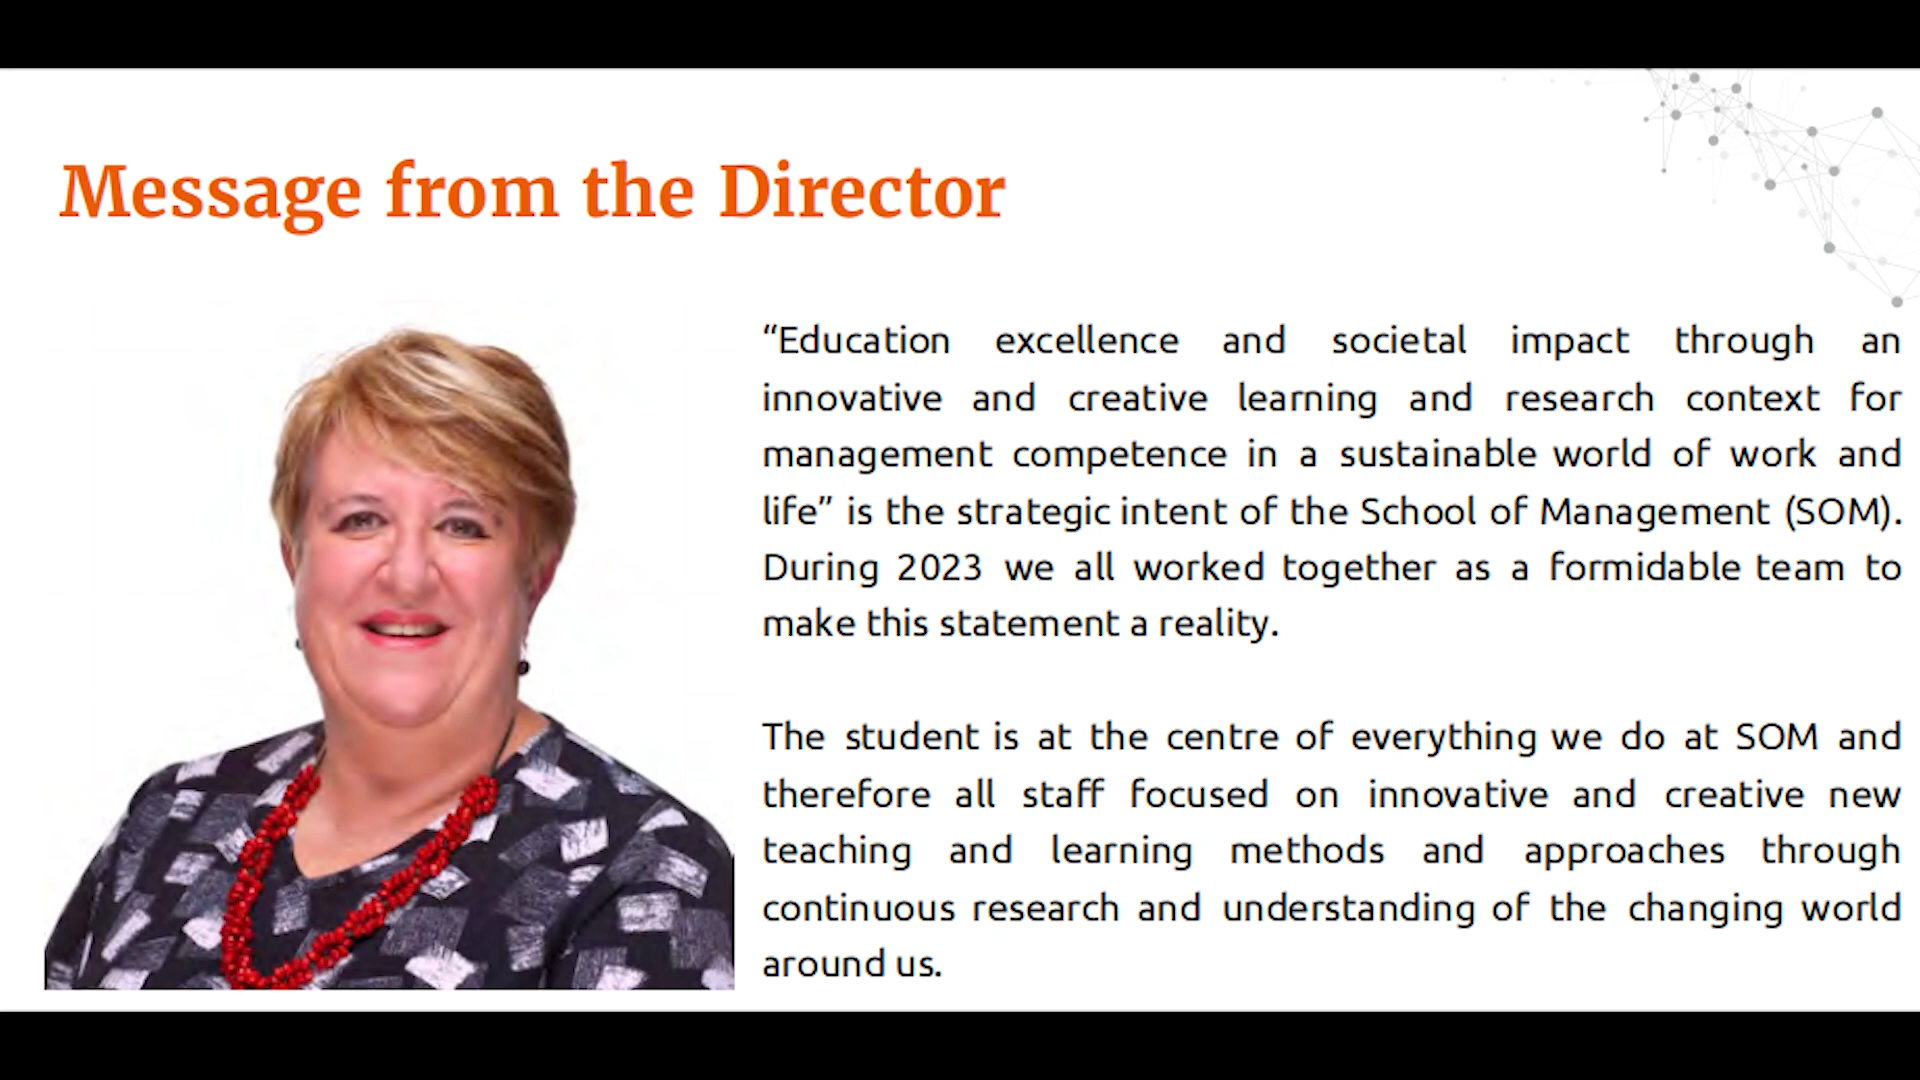 Message from the Director
“Education excellence and societal impact through an
innovative and creative learning and research context for
management competence in a sustainable world of work and
life” is the strategic intent of the School of Management (SOM).
During 2023 we all worked together as a formidable team to
make this statement a reality.
The student is at the centre of everything we do at SOM and
therefore all staff focused on innovative and creative new
teaching and learning methods and approaches through
continuous research and understanding of the changing world
around us.